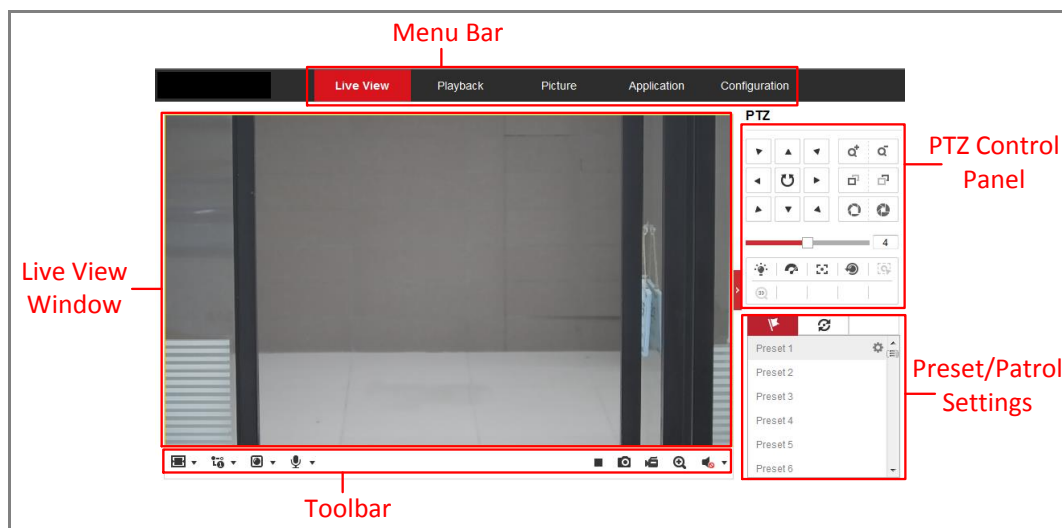 Menu Bar
Live View Playback Picture Application Configuration
PTZ
PTZ Control
Panel
4
Live View
Window
Preset 1
Preset 2
Preset 3
Preset 4
Preset 5
Preset 6
Preset/Patrol
Settings
Toolbar